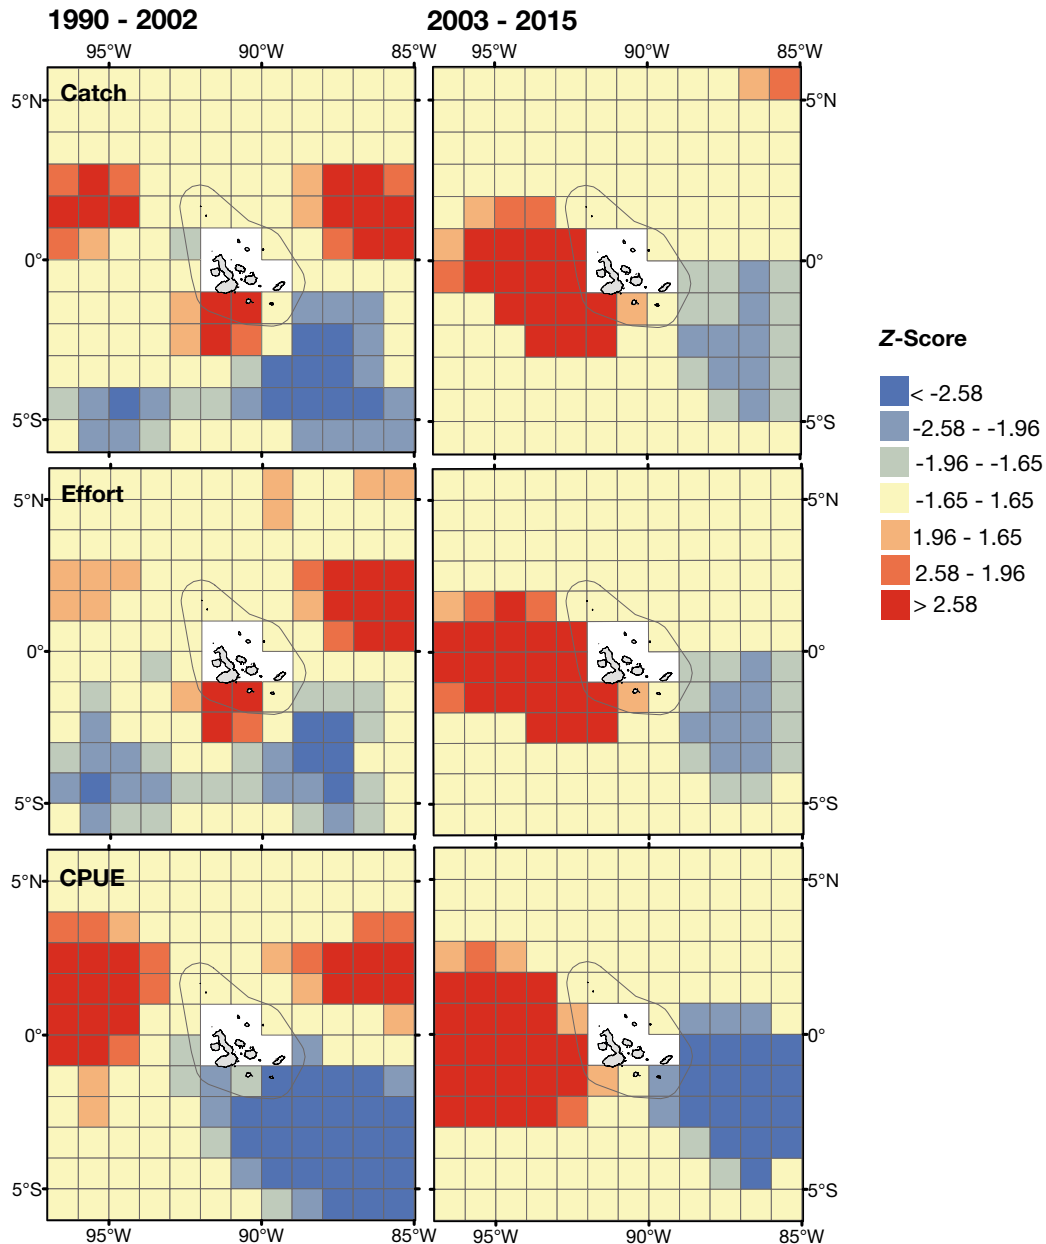 1990 - 2002
2003 - 2015
95°W
90°W
85°W
95°W
90°W
85°W
Catch
5°N
0°
5°S
5°N
0°
5°S
Effort
5°N
0°
5°S
5°N
0°
5°S
CPUE
5°N
0°
5°S
5°N
0°
5°S
95°W
90°W
85°W
95°W
90°W
85°W
Z-Score
< -2.58
-2.58 - -1.96
-1.96 - -1.65
-1.65 - 1.65
1.96 - 1.65
2.58 - 1.96
> 2.58